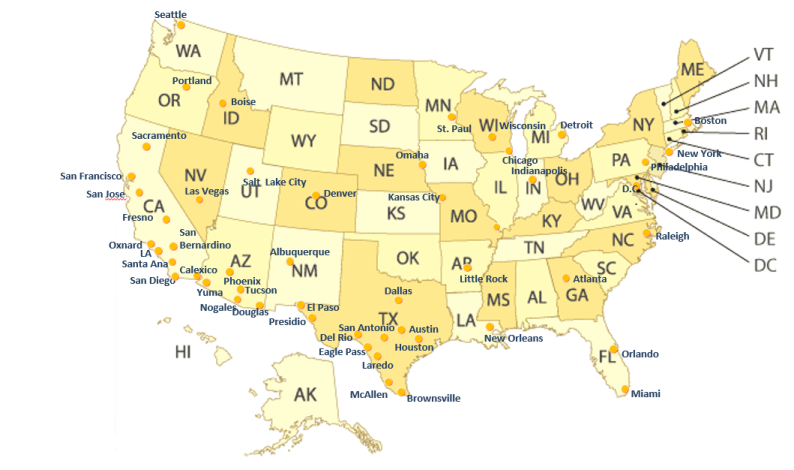 Seattle
WA
MT
ND
MN
ME
VT
NH
MA
RI
CT
NJ
MD
DE
DC
Portland
OR
Boise
ID
WY
SD
St. Paul
WI
Wisconsin
MI
Detroit
NY
Boston
New York
Philadelphia
PA
Sacramento
NV
Las Vegas
Salt Lake City
UT
Denver
CO
NE
Omaha
IA
Chicago
Indianapolis
IL
IN
OH
WV
VA
D.C
San Francisco
San Jose
CA
Fresno
Kansas City
KS
MO
KY
Raleigh
NC
TN
SC
Oxnard
LA
San
Bernardino
Santa Ana
San Diego
Calexico
Yuma
AZ
Phoenix
Tucson
Nogales
Douglas
Albuquerque
NM
OK
AR
Little Rock
MS
AL
Atlanta
GA
El Paso
Presidio
Dallas
TX
San Antonio
Austin
Del Rio
Houston
Eagle Pass
Laredo
McAllen
Brownsville
LA
New Orleans
FL
Orlando
Miami
HI
AK